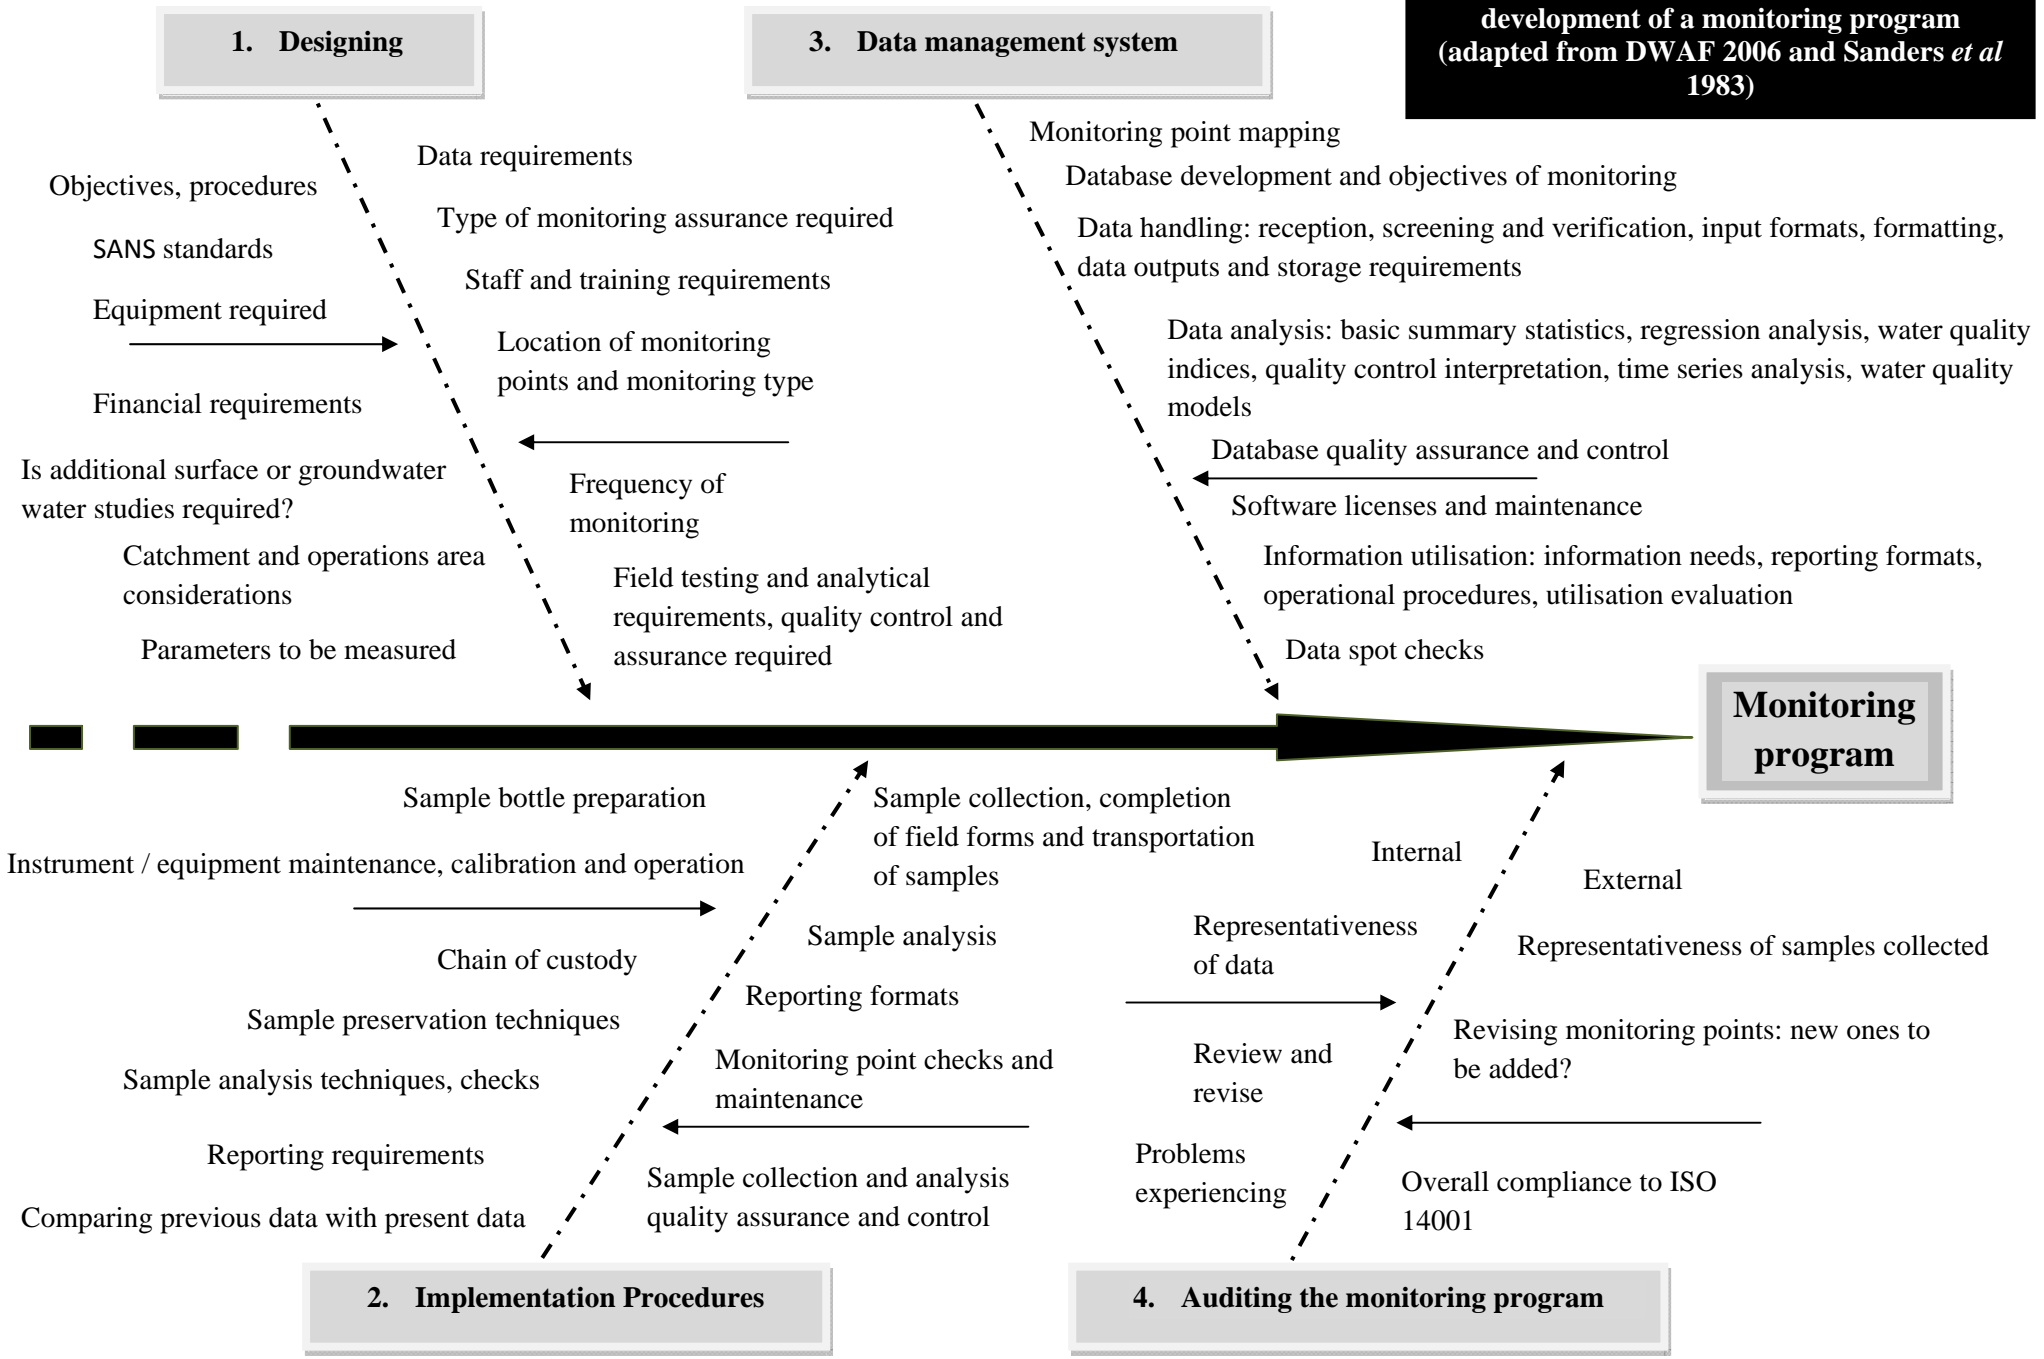 development of a monitoring program
(adapted from DWAF 2006 and Sanders et al
1983)
1. Designing
Objectives, procedures
SANS standards
Equipment required
Financial requirements
Is additional surface or groundwater
water studies required?
Catchment and operations area
considerations
Parameters to be measured
Data requirements
Type of monitoring assurance required
Staff and training requirements
Location of monitoring
points and monitoring type
Frequency of
monitoring
Field testing and analytical
requirements, quality control and
assurance required
3. Data management system
Monitoring point mapping
Database development and objectives of monitoring
Data handling: reception, screening and verification, input formats, formatting,
data outputs and storage requirements
Data analysis: basic summary statistics, regression analysis, water quality
indices, quality control interpretation, time series analysis, water quality
models
Database quality assurance and control
Software licenses and maintenance
Information utilisation: information needs, reporting formats,
operational procedures, utilisation evaluation
Data spot checks
Monitoring
program
Sample bottle preparation
Instrument / equipment maintenance, calibration and operation
Chain of custody
Sample preservation techniques
Sample analysis techniques, checks
Reporting requirements
Comparing previous data with present data
Sample collection, completion
of field forms and transportation
of samples
Sample analysis
Reporting formats
Monitoring point checks and
maintenance
Sample collection and analysis
quality assurance and control
2. Implementation Procedures
Internal
Representativeness
of data
Review and
revise
Problems
experiencing
External
Representativeness of samples collected
Revising monitoring points: new ones to
be added?
Overall compliance to ISO
14001
4. Auditing the monitoring program